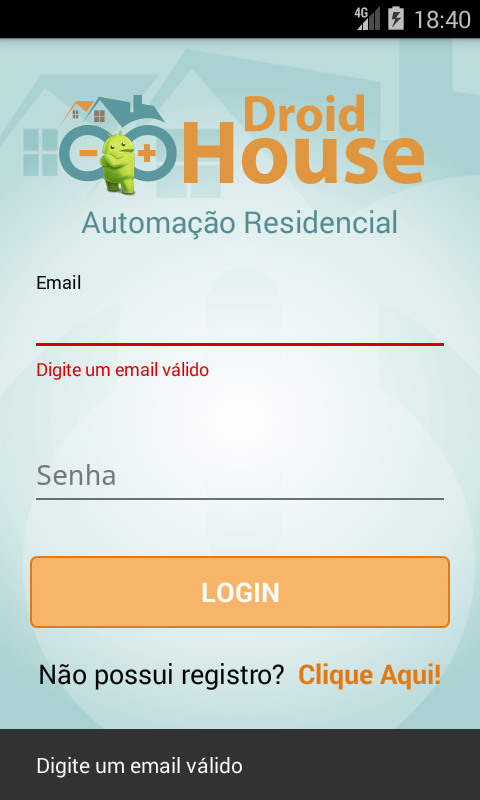 4G 18:40
Droid
House
Automação Residencial
Email
Digite um email válido
Senha
LOGIN
Não possui registro? Clique Aqui!
Digite um email válido